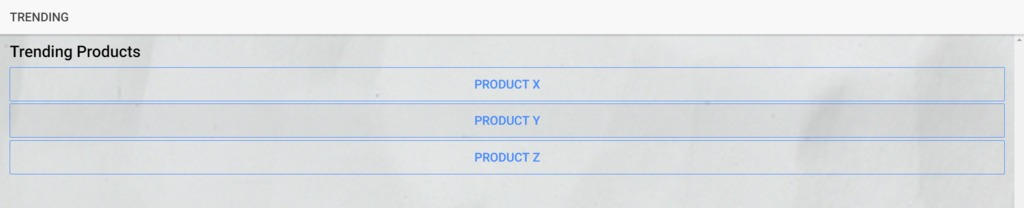 TRENDING
Trending Products
PRODUCT X
PRODUCT Y
PRODUCT Z